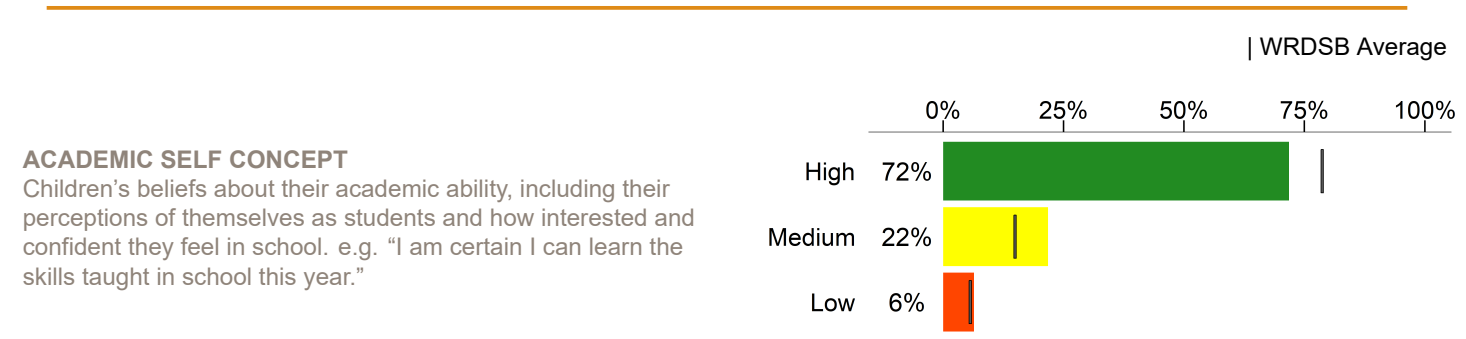 | WRDSB Average
0% 25% 50% 75% 100%
ACADEMIC SELF CONCEPT
Children’s beliefs about their academic ability, including their
perceptions of themselves as students and how interested and
confident they feel in school. e.g. “I am certain I can learn the
skills taught in school this year.”
High 72%
Medium 22%
Low 6%